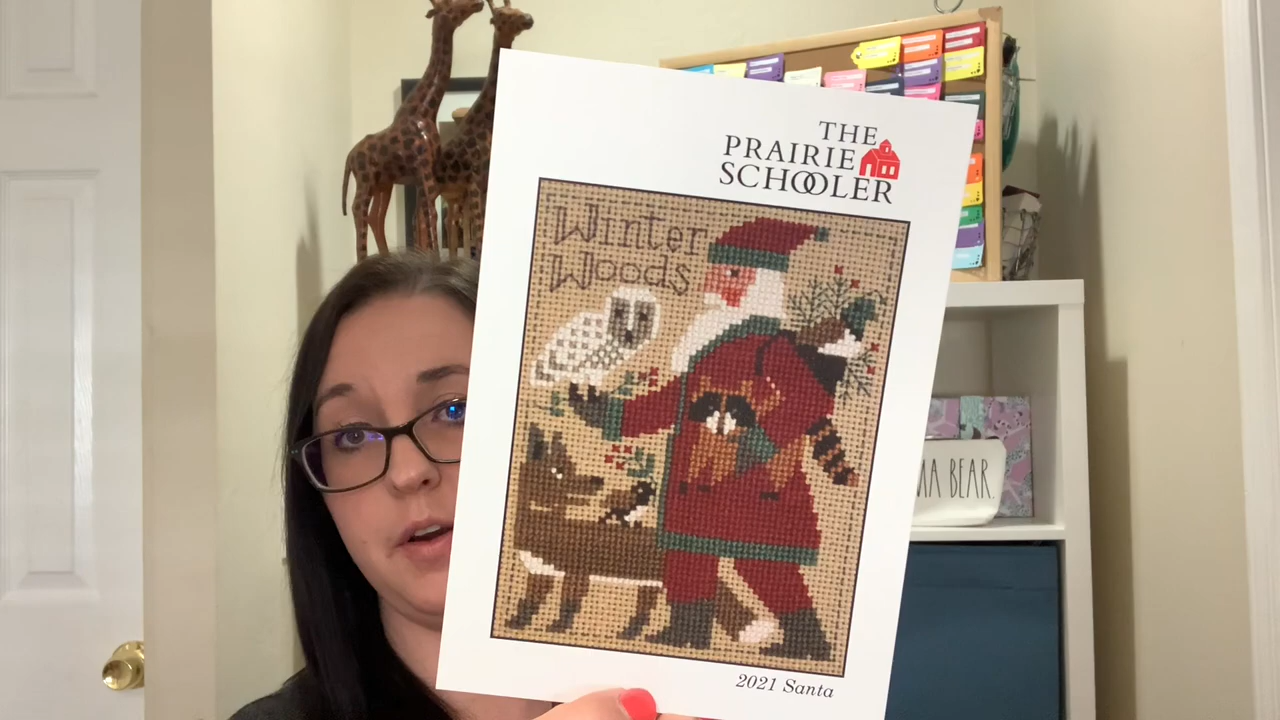 THE
PRAIRIE
SCHOOLER
Winter
Woods
2021 Santa
MA BEAR.